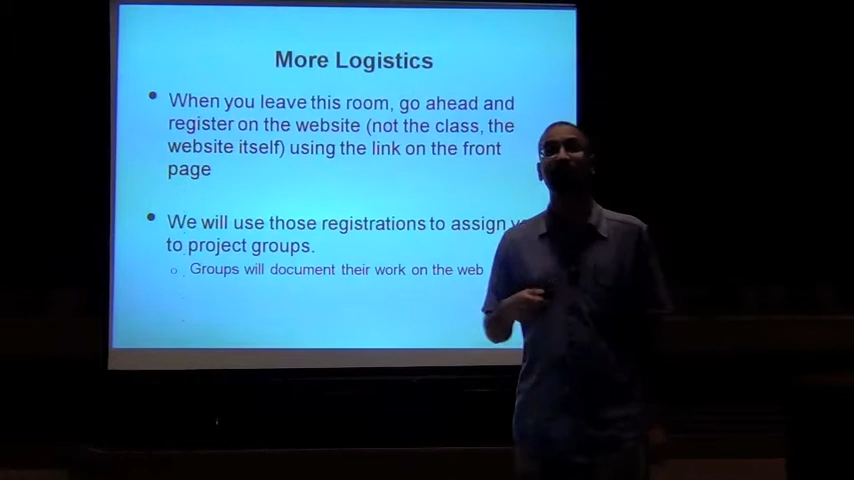 More Logistics
• When you leave this room, go ahead and
register on the website (not the class, the
website itself) using the link on the front
page
• We will use those registrations to assign
to project groups.
○ Groups will document their work on the web